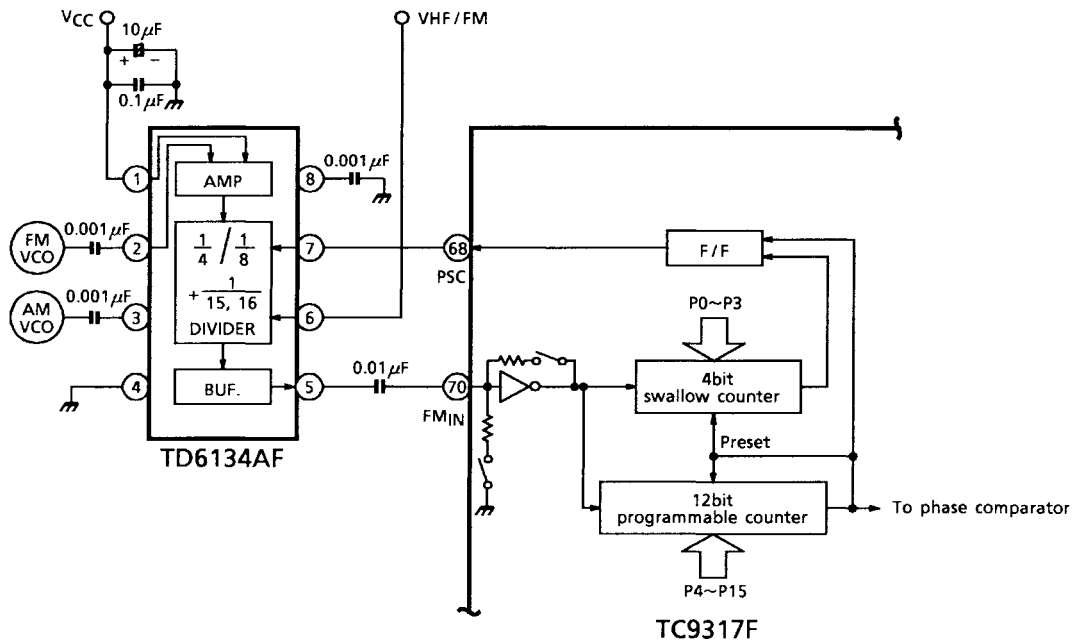 VCC
10μF
+ −
0.1μF
VHF/FM
1
AMP
8
0.001μF
FM VCO
0.001μF
2
1/4 / 1/8
7
68
PSC
F/F
AM VCO
0.001μF
3
+ 1/15, 16
DIVIDER
6
P0~P3
4
BUF.
5
0.01μF
70
FMIN
4bit
swallow counter
Preset
TD6134AF
12bit
programmable counter
To phase comparator
P4~P15
TC9317F